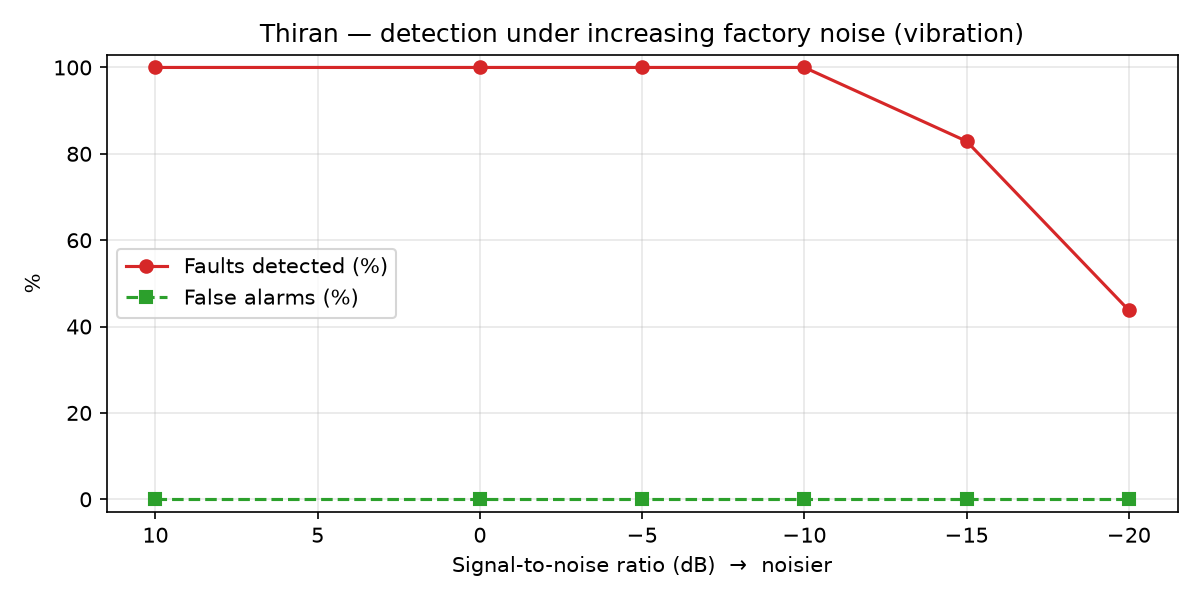 Thiran — detection under increasing factory noise (vibration)
100
80
60
40
20
0
%
Faults detected (%)
False alarms (%)
10 5 0 −5 −10 −15 −20
Signal-to-noise ratio (dB) → noisier